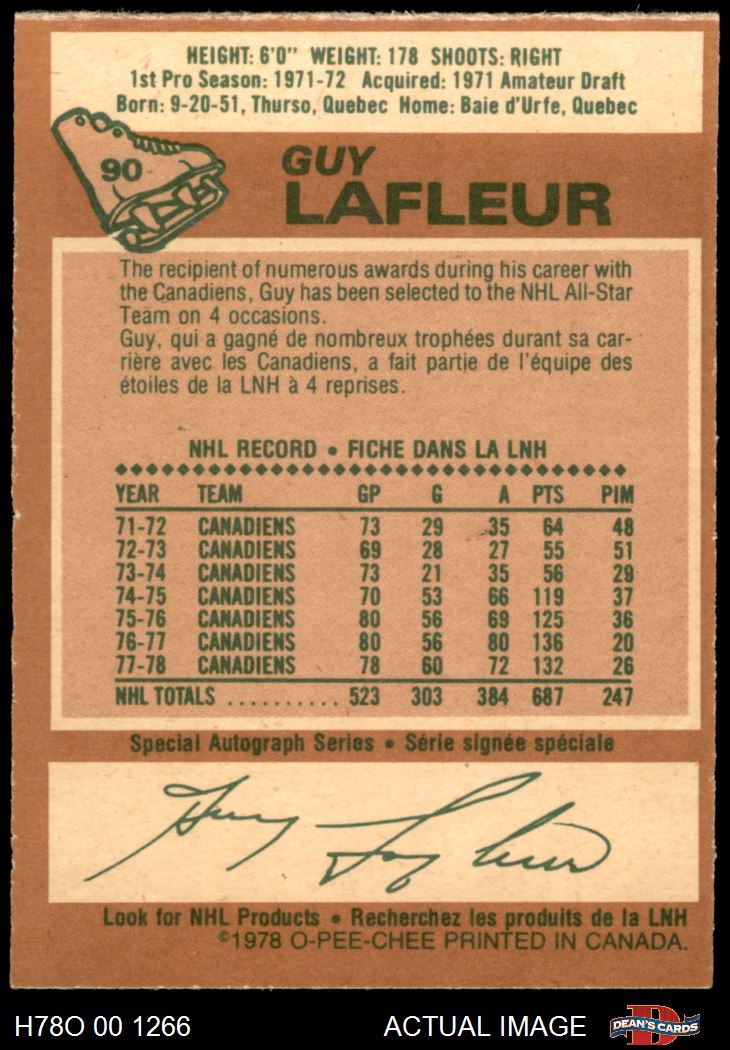 HEIGHT: 6'0" WEIGHT: 178 SHOOTS: RIGHT
1st Pro Season: 1971-72 Acquired: 1971 Amateur Draft
Born: 9-20-51, Thurso, Quebec Home: Baie d'Urfe, Quebec
90
GUY
LAFLEUR
The recipient of numerous awards during his career with
the Canadiens, Guy has been selected to the NHL All-Star
Team on 4 occasions.
Guy, qui a gagné de nombreux trophées durant sa car-
rière avec les Canadiens, a fait partie de l'équipe des
étoiles de la LNH à 4 reprises.
NHL RECORD • FICHE DANS LA LNH
YEAR TEAM GP G A PTS PIM
71-72 CANADIENS 73 29 35 64 48
72-73 CANADIENS 69 28 27 55 51
73-74 CANADIENS 73 21 35 56 29
74-75 CANADIENS 70 53 66 119 37
75-76 CANADIENS 80 56 69 125 36
76-77 CANADIENS 80 56 80 136 20
77-78 CANADIENS 78 60 72 132 26
NHL TOTALS .......... 523 303 384 687 247
Special Autograph Series • Série signée spéciale
Guy Lafleur
Look for NHL Products • Recherchez les produits de la LNH
©1978 O-PEE-CHEE PRINTED IN CANADA.
H78O 00 1266 ACTUAL IMAGE D DEAN'S CARDS